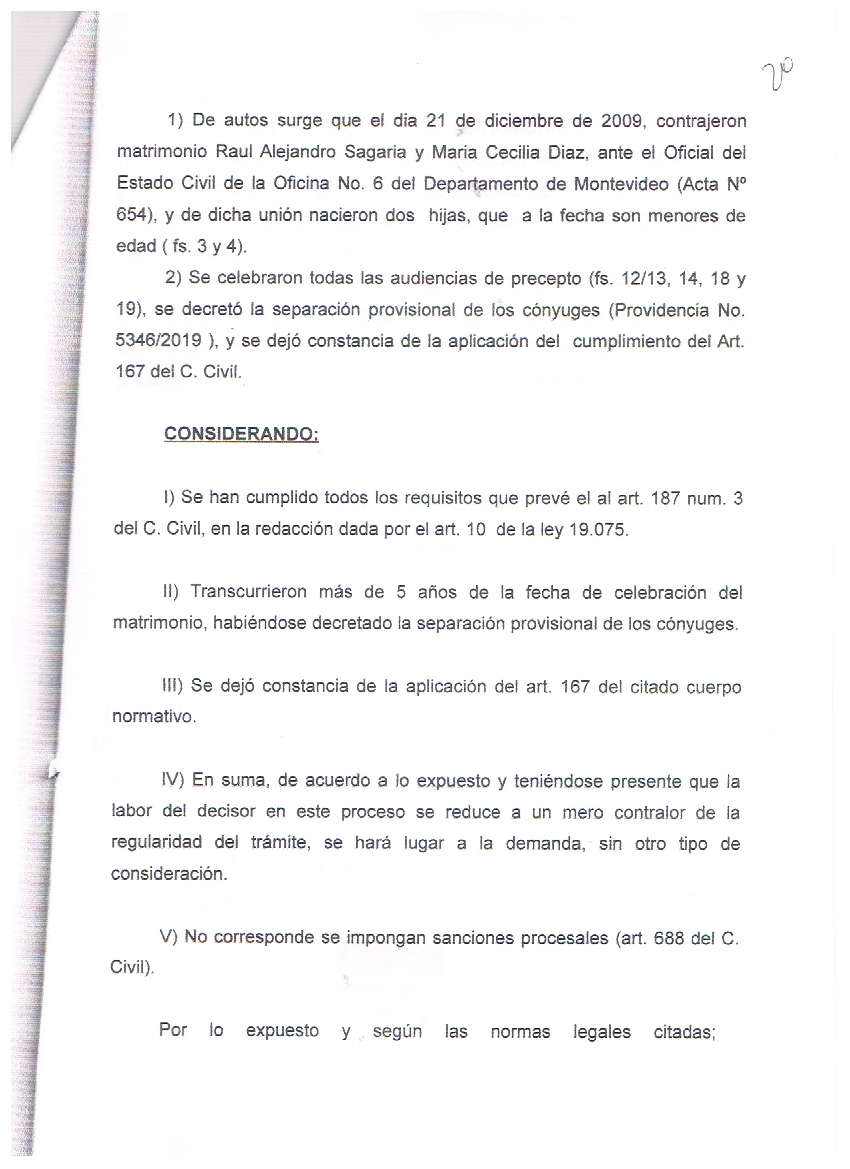 20
1) De autos surge que el día 21 de diciembre de 2009, contrajeron
matrimonio Raul Alejandro Sagaria y Maria Cecilia Diaz, ante el Oficial del
Estado Civil de la Oficina No. 6 del Departamento de Montevideo (Acta Nº
654), y de dicha unión nacieron dos hijas, que a la fecha son menores de
edad ( fs. 3 y 4).
2) Se celebraron todas las audiencias de precepto (fs. 12/13, 14, 18 y
19), se decretó la separación provisional de los cónyuges (Providencia No.
5346/2019 ), y se dejó constancia de la aplicación del cumplimiento del Art.
167 del C. Civil.
CONSIDERANDO:
I) Se han cumplido todos los requisitos que prevé el al art. 187 num. 3
del C. Civil, en la redacción dada por el art. 10 de la ley 19.075.
II) Transcurrieron más de 5 años de la fecha de celebración del
matrimonio, habiéndose decretado la separación provisional de los cónyuges.
III) Se dejó constancia de la aplicación del art. 167 del citado cuerpo
normativo.
IV) En suma, de acuerdo a lo expuesto y teniéndose presente que la
labor del decisor en este proceso se reduce a un mero contralor de la
regularidad del trámite, se hará lugar a la demanda, sin otro tipo de
consideración.
V) No corresponde se impongan sanciones procesales (art. 688 del C.
Civil).
Por lo expuesto y según las normas legales citadas;